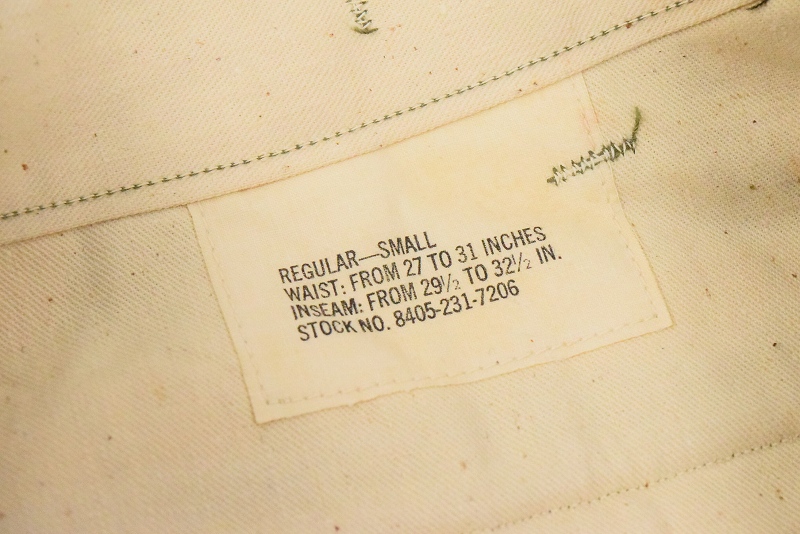 REGULAR—SMALL
WAIST: FROM 27 TO 31 INCHES
INSEAM: FROM 29½ TO 32½ IN.
STOCK NO. 8405-231-7206